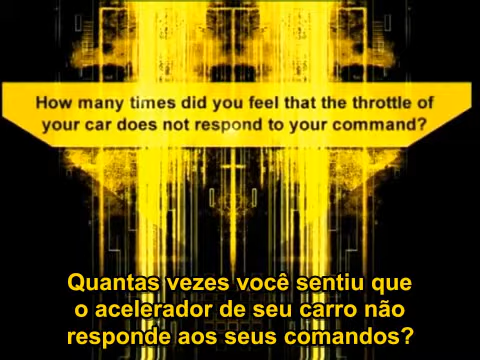 How many times did you feel that the throttle of
your car does not respond to your command?
Quantas vezes você sentiu que
o acelerador de seu carro não
responde aos seus comandos?